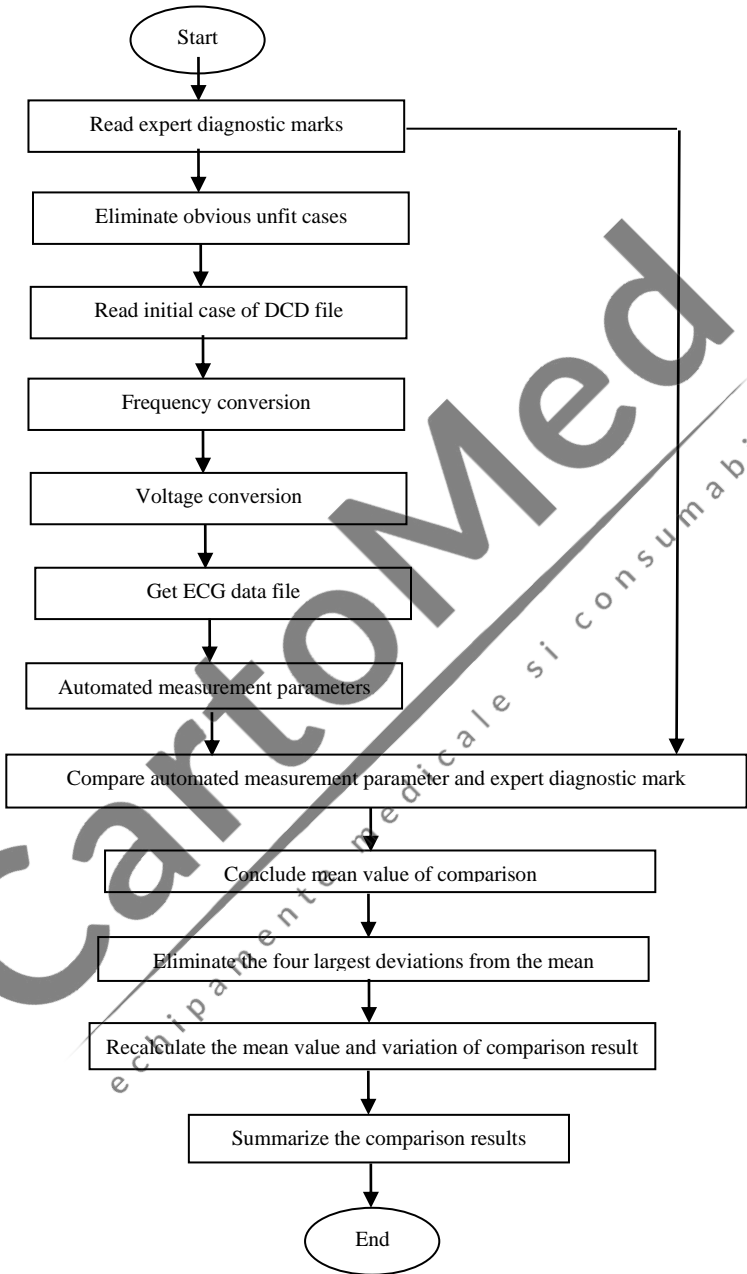 Start
Read expert diagnostic marks
Eliminate obvious unfit cases
Read initial case of DCD file
Frequency conversion
Voltage conversion
Get ECG data file
Automated measurement parameters
Compare automated measurement parameter and expert diagnostic mark
Conclude mean value of comparison
Eliminate the four largest deviations from the mean
Recalculate the mean value and variation of comparison result
Summarize the comparison results
End
CartoMed
echipamente medicale si consumab